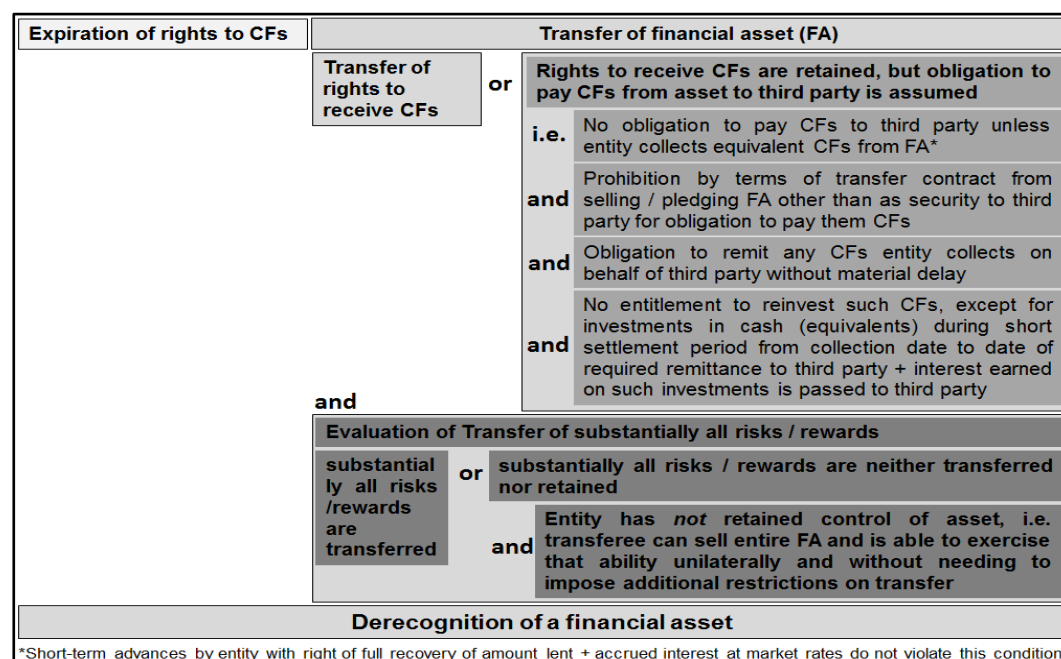 Expiration of rights to CFs
Transfer of financial asset (FA)
Transfer of
rights to
receive CFs
or
Rights to receive CFs are retained, but obligation to
pay CFs from asset to third party is assumed
i.e.
No obligation to pay CFs to third party unless
entity collects equivalent CFs from FA*
and
Prohibition by terms of transfer contract from
selling / pledging FA other than as security to third
party for obligation to pay them CFs
and
Obligation to remit any CFs entity collects on
behalf of third party without material delay
and
No entitlement to reinvest such CFs, except for
investments in cash (equivalents) during short
settlement period from collection date to date of
required remittance to third party + interest earned
on such investments is passed to third party
and
Evaluation of Transfer of substantially all risks / rewards
substantial
ly all risks
/rewards
are
transferred
or
substantially all risks / rewards are neither transferred
nor retained
and
Entity has not retained control of asset, i.e.
transferee can sell entire FA and is able to exercise
that ability unilaterally and without needing to
impose additional restrictions on transfer
Derecognition of a financial asset
*Short-term advances by entity with right of full recovery of amount lent + accrued interest at market rates do not violate this condition